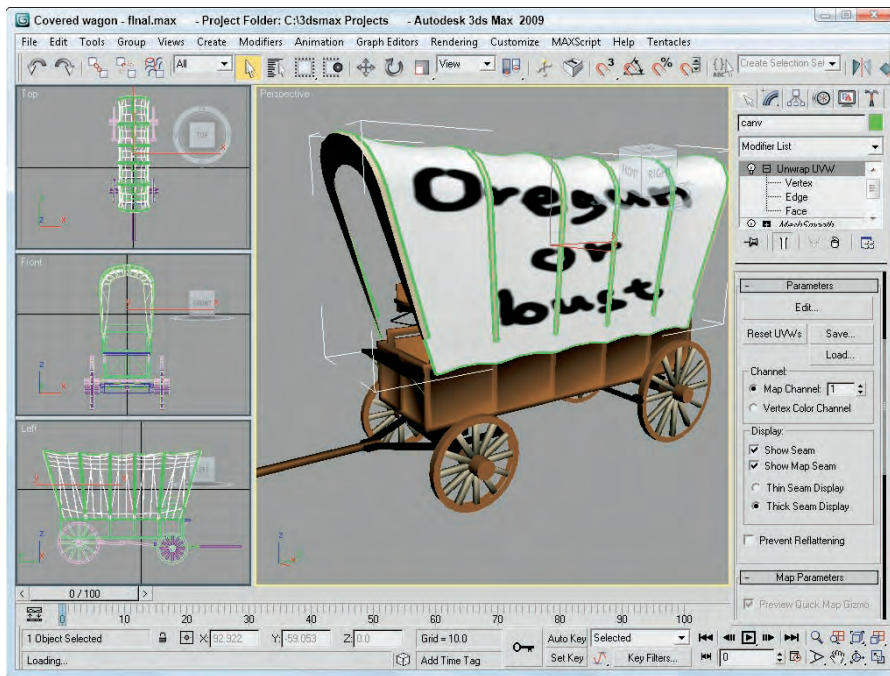 Covered wagon - fInal.max - Project Folder: C:\3dsmax Projects - Autodesk 3ds Max 2009
File Edit Tools Group Views Create Modifiers Animation Graph Editors Rendering Customize MAXScript Help Tentacles
All View 3 Create Selection Set
Top
TOP
x
z x
Front
FRONT
x
z x
Left
y
z
Perspective
RIGHT
Oregun
or
bust
z
canv
Modifier List
Unwrap UVW
Vertex
Edge
Face
MeshSmooth
Parameters
Edit...
Reset UVWs Save...
Load...
Channel:
Map Channel: 1
Vertex Color Channel
Display:
Show Seam
Show Map Seam
Thin Seam Display
Thick Seam Display
Prevent Reflattening
Map Parameters
Preview Quick Map Gizmo
< 0 / 100 >
0 10 20 30 40 50 60 70 80 90 100
1 Object Selected X: 92.922 Y: -59.053 Z: 0.0 Grid = 10.0 Auto Key Selected
Loading... Add Time Tag Set Key Key Filters... 0